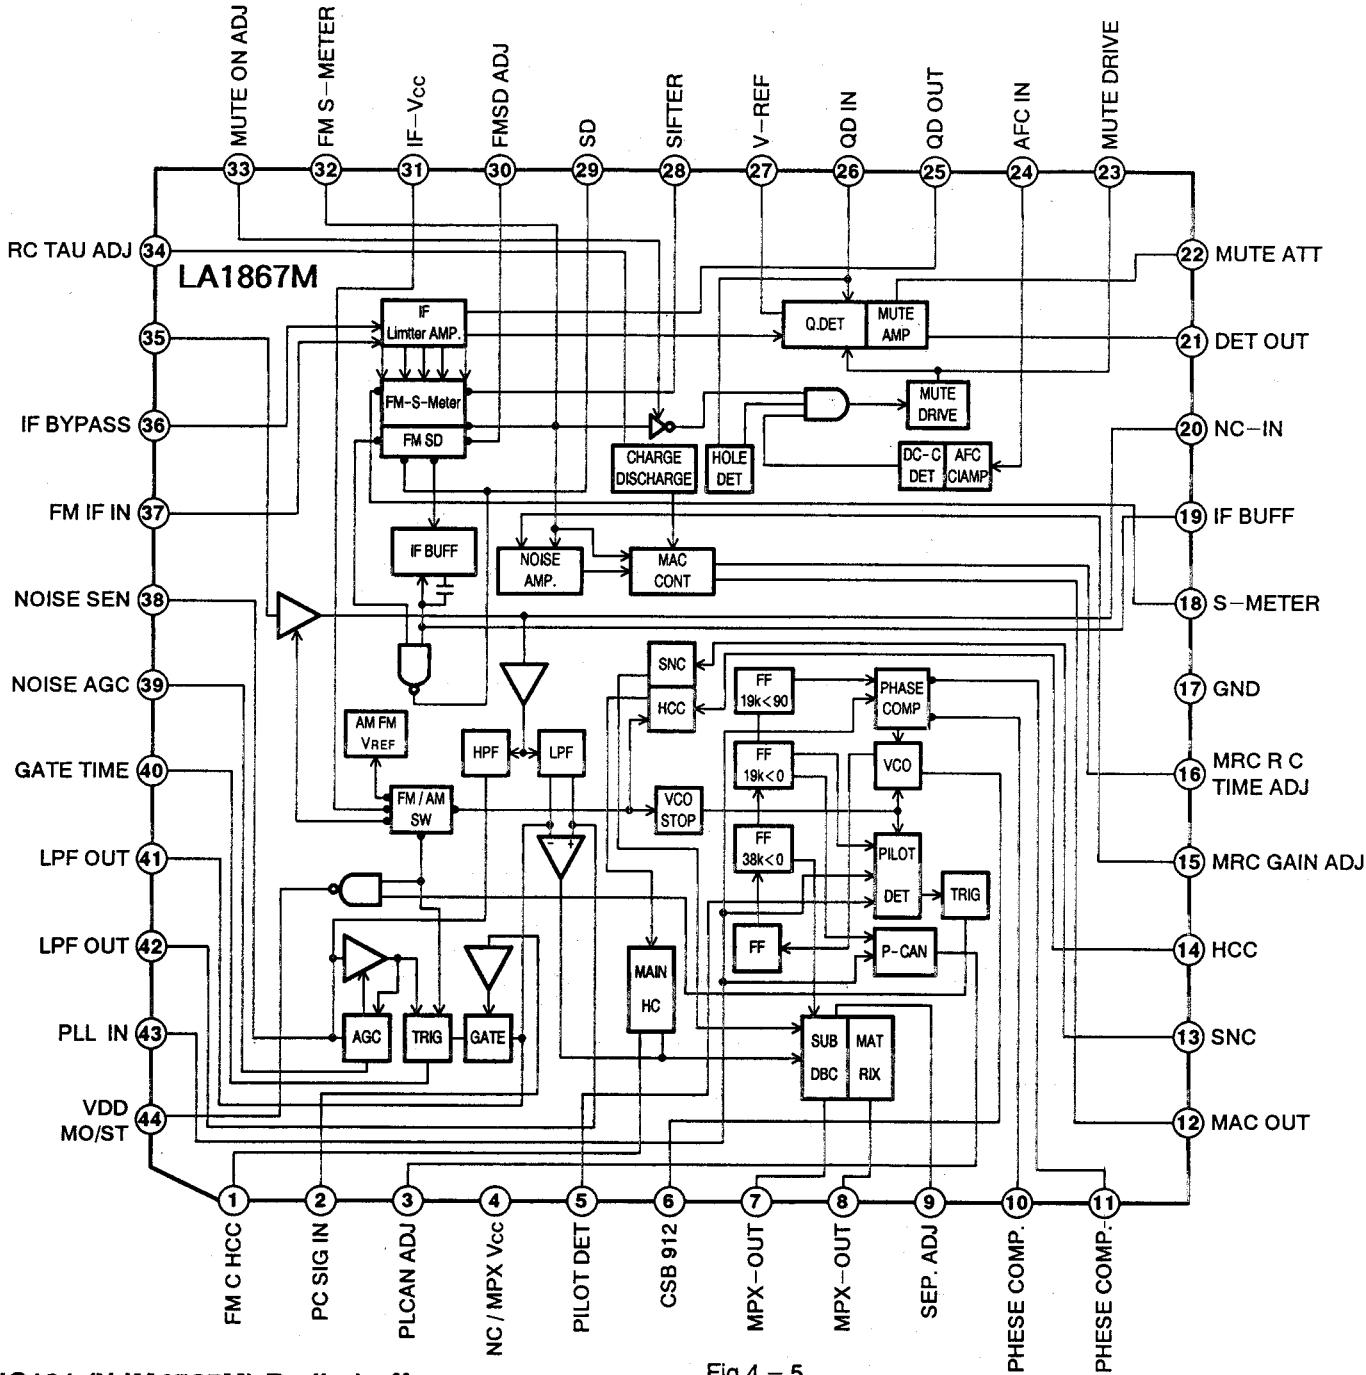 MUTE ON ADJ
FM S-METER
IF-Vcc
FMSD ADJ
SD
SIFTER
V-REF
QD IN
QD OUT
AFC IN
MUTE DRIVE
33
32
31
30
29
28
27
26
25
24
23
RC TAU ADJ 34
LA1867M
22 MUTE ATT
35
IF
Limtter AMP.
Q.DET
MUTE
AMP
21 DET OUT
FM-S-Meter
MUTE
DRIVE
IF BYPASS 36
20 NC-IN
FM SD
CHARGE
DISCHARGE
HOLE
DET
DC-C
DET
AFC
CIAMP
FM IF IN 37
19 IF BUFF
IF BUFF
NOISE
AMP.
MAC
CONT
NOISE SEN 38
18 S-METER
SNC
HCC
FF
19k<90
PHASE
COMP
NOISE AGC 39
17 GND
AM FM
VREF
HPF
LPF
FF
19k<0
VCO
GATE TIME 40
16 MRC R C
TIME ADJ
FM / AM
SW
VCO
STOP
-
+
FF
38k<0
PILOT
DET
LPF OUT 41
15 MRC GAIN ADJ
TRIG
LPF OUT 42
14 HCC
FF
P-CAN
MAIN
HC
PLL IN 43
13 SNC
AGC
TRIG
GATE
SUB
DBC
MAT
RIX
VDD
MO/ST
44
12 MAC OUT
1
2
3
4
5
6
7
8
9
10
11
FM C HCC
PC SIG IN
PLCAN ADJ
NC / MPX Vcc
PILOT DET
CSB 912
MPX-OUT
MPX-OUT
SEP. ADJ
PHESE COMP.
PHESE COMP.
Fig 4 - 5